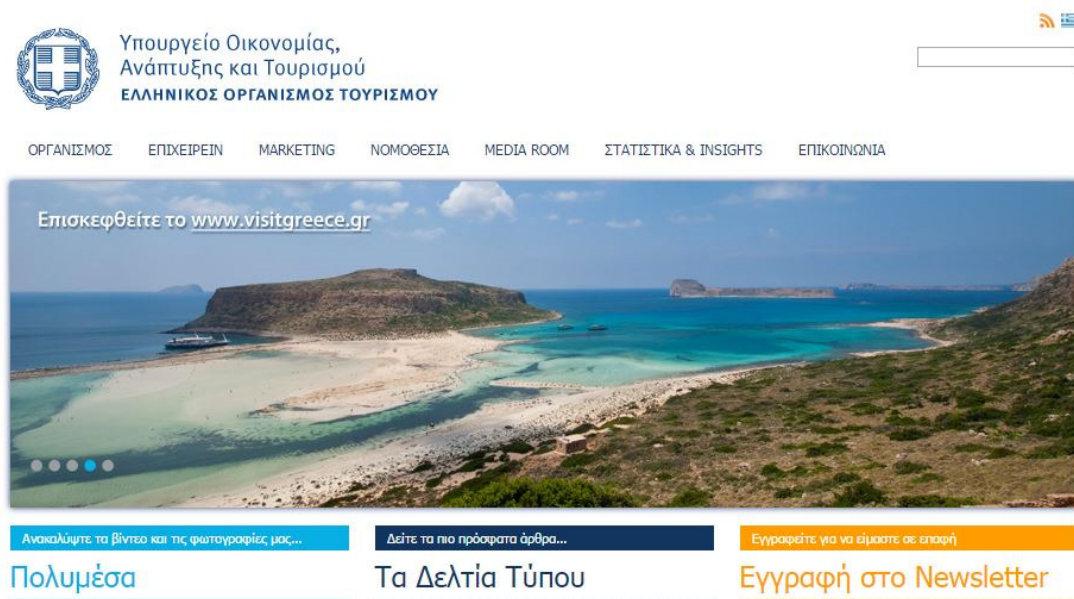 Υπουργείο Οικονομίας,
Ανάπτυξης και Τουρισμού
ΕΛΛΗΝΙΚΟΣ ΟΡΓΑΝΙΣΜΟΣ ΤΟΥΡΙΣΜΟΥ
ΟΡΓΑΝΙΣΜΟΣ ΕΠΙΧΕΙΡΕΙΝ MARKETING ΝΟΜΟΘΕΣΙΑ MEDIA ROOM ΣΤΑΤΙΣΤΙΚΑ & INSIGHTS ΕΠΙΚΟΙΝΩΝΙΑ
Επισκεφθείτε το www.visitgreece.gr
Ανακαλύψτε τα βίντεο και τις φωτογραφίες μας...
Πολυμέσα
Δείτε τα πιο πρόσφατα άρθρα...
Τα Δελτία Τύπου
Εγγραφείτε για να είμαστε σε επαφή
Εγγραφή στο Newsletter